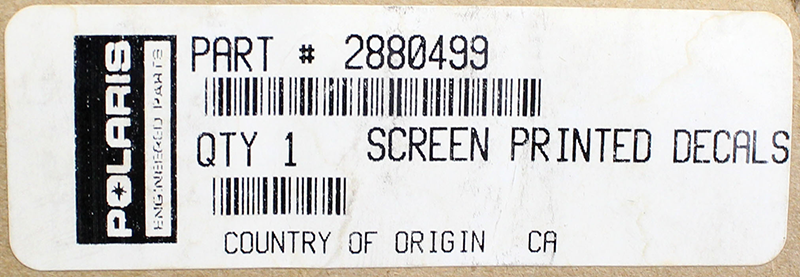 POLARIS
ENGINEERED PARTS
PART # 2880499
QTY 1 SCREEN PRINTED DECALS
COUNTRY OF ORIGIN CA